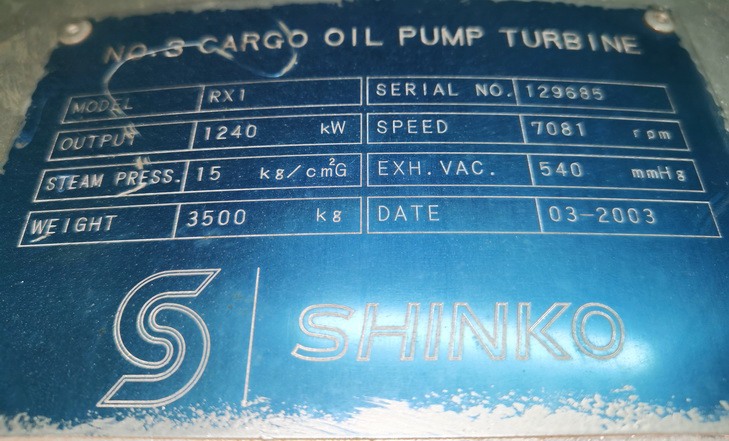 NO.3 CARGO OIL PUMP TURBINE
MODEL RX1 SERIAL NO. 129685
OUTPUT 1240 kW SPEED 7081 rpm
STEAM PRESS. 15 kg/cm²G EXH. VAC. 540 mmHg
WEIGHT 3500 kg DATE 03-2003
SHINKO